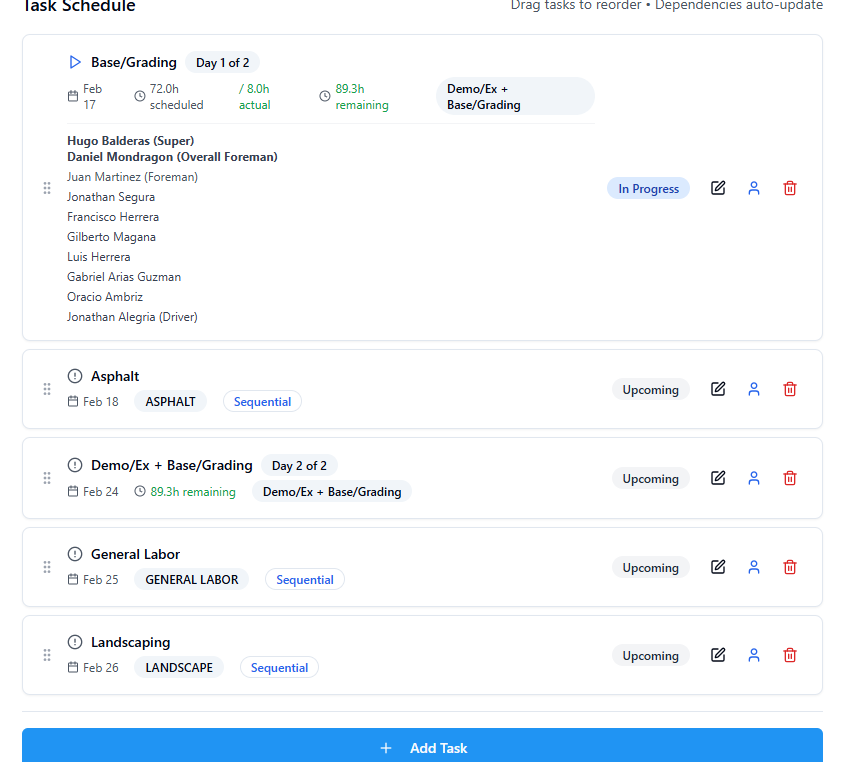 Task Schedule
Drag tasks to reorder • Dependencies auto-update
Base/Grading Day 1 of 2
Feb 17
72.0h scheduled
/ 8.0h actual
89.3h remaining
Demo/Ex + Base/Grading
Hugo Balderas (Super)
Daniel Mondragon (Overall Foreman)
Juan Martinez (Foreman)
Jonathan Segura
Francisco Herrera
Gilberto Magana
Luis Herrera
Gabriel Arias Guzman
Oracio Ambriz
Jonathan Alegria (Driver)
In Progress
Asphalt
Feb 18 ASPHALT Sequential
Upcoming
Demo/Ex + Base/Grading Day 2 of 2
Feb 24 89.3h remaining Demo/Ex + Base/Grading
Upcoming
General Labor
Feb 25 GENERAL LABOR Sequential
Upcoming
Landscaping
Feb 26 LANDSCAPE Sequential
Upcoming
+ Add Task